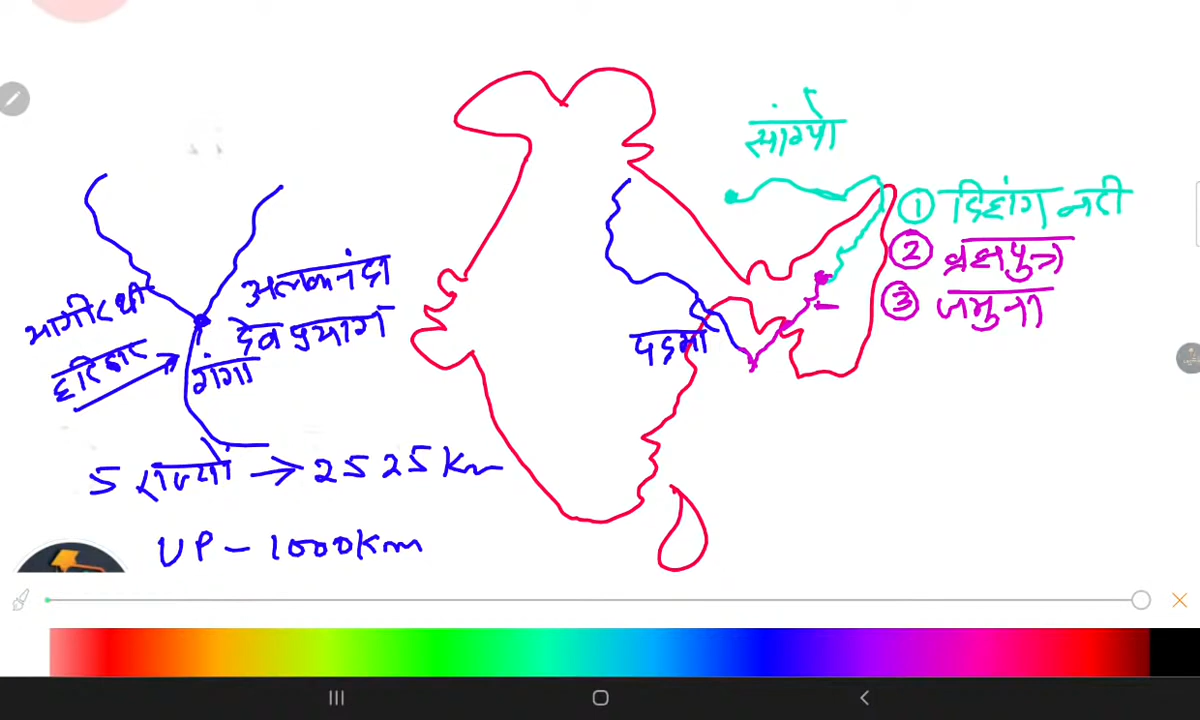 सांग्पो
① दिहांग नदी
② ब्रह्मपुत्र
③ जमुना
अलकनंदा
भागीरथी
देवप्रयाग
हरिद्वार
गंगा
पद्मा
5 राज्यों → 2525 Km
UP - 1000Km